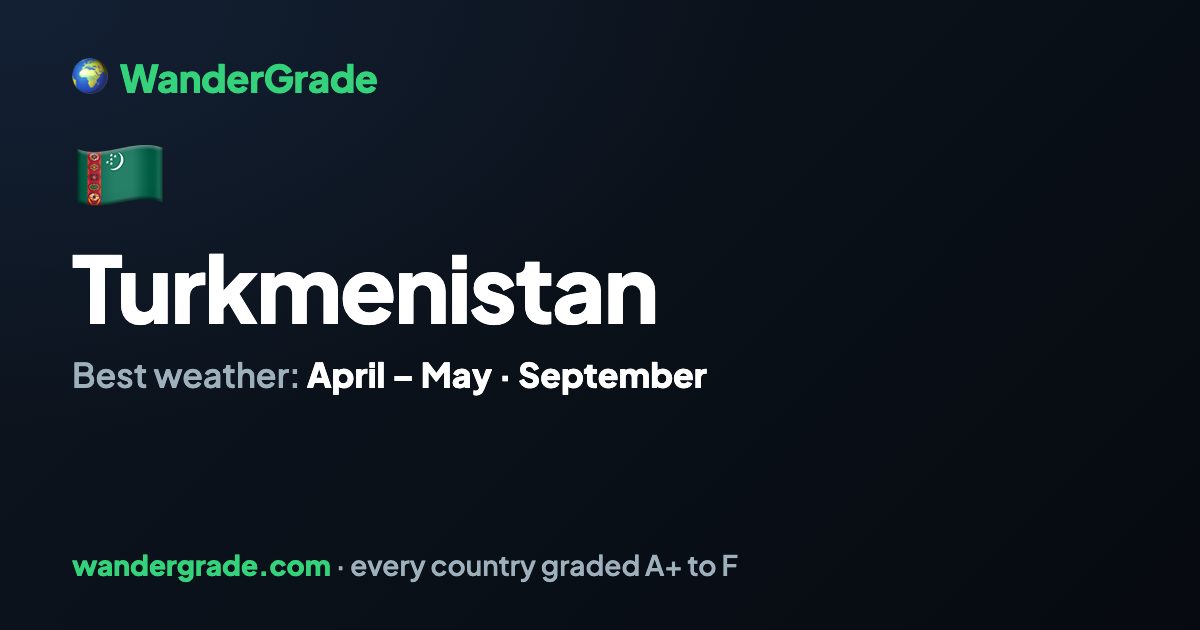 WanderGrade
Turkmenistan
Best weather: April – May · September
wandergrade.com · every country graded A+ to F